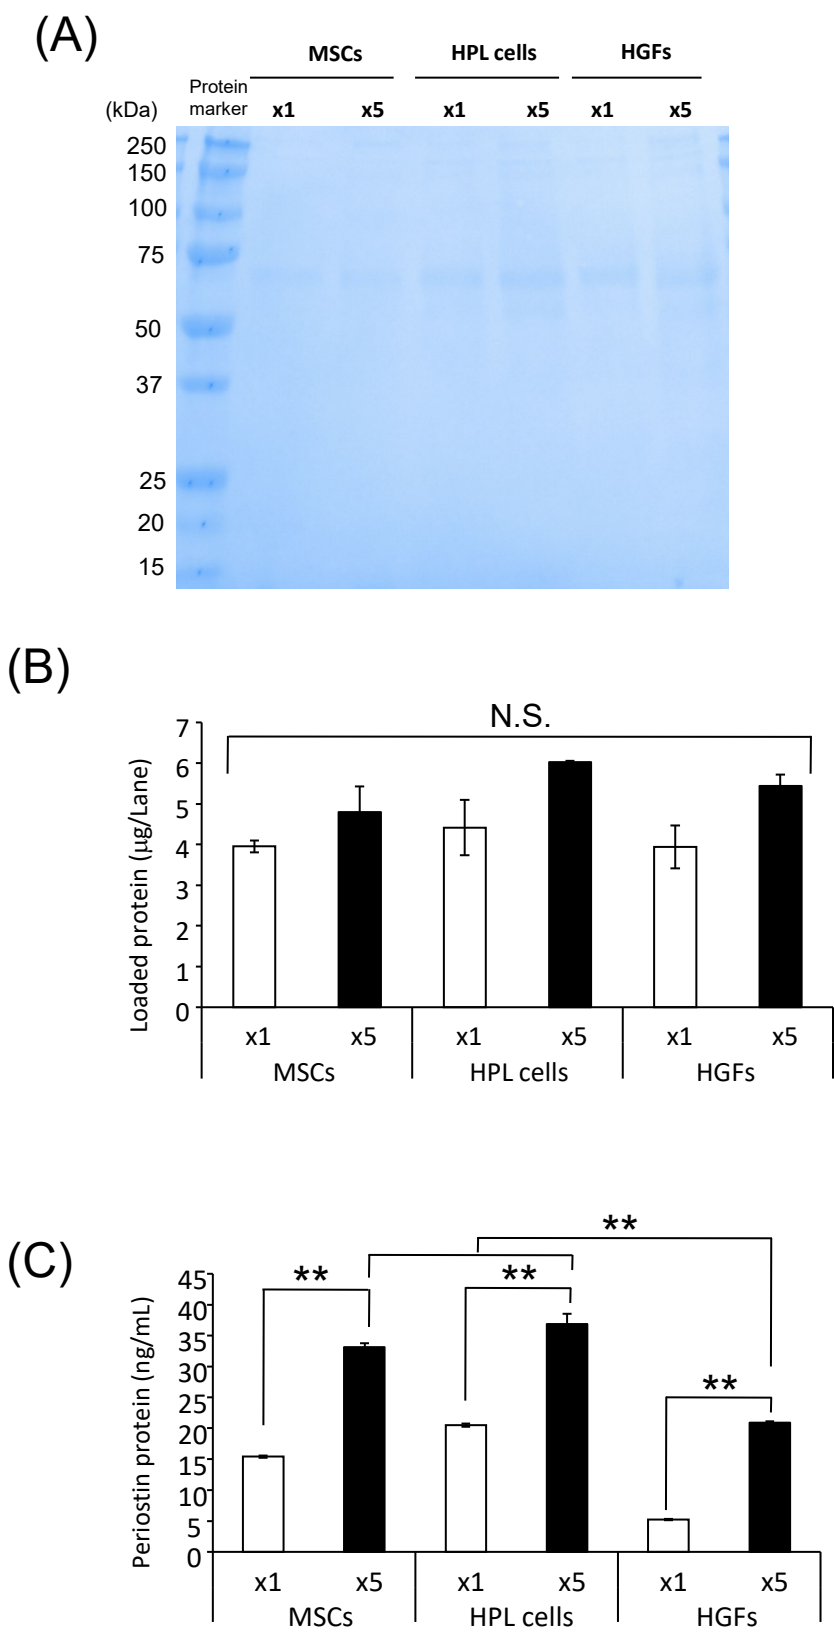 (A)
MSCs HPL cells HGFs
Protein
marker
(kDa) x1 x5 x1 x5 x1 x5
250
150
100
75
50
37
25
20
15
(B)
N.S.
Loaded protein (μg/Lane)
7
6
5
4
3
2
1
0
x1 x5 x1 x5 x1 x5
MSCs HPL cells HGFs
(C)
**
** **
**
Periostin protein (ng/mL)
45
40
35
30
25
20
15
10
5
0
x1 x5 x1 x5 x1 x5
MSCs HPL cells HGFs